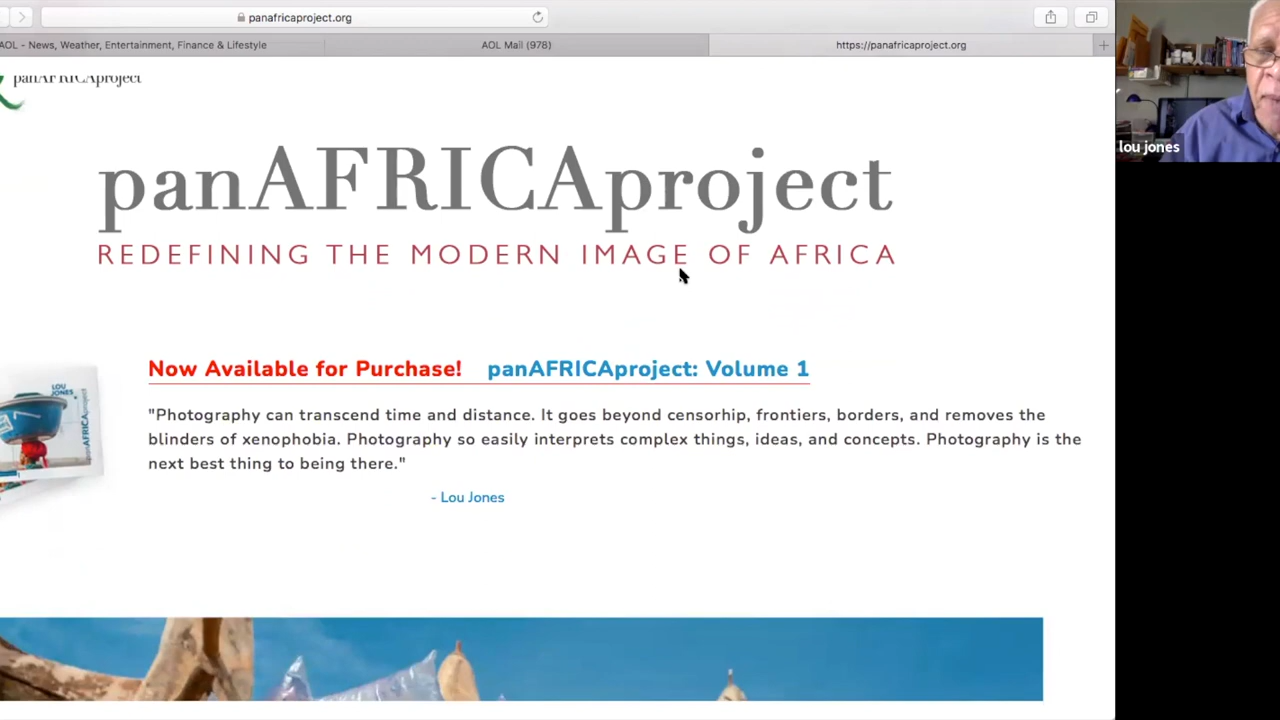 panafricaproject.org
AOL - News, Weather, Entertainment, Finance & Lifestyle
AOL Mail (978)
https://panafricaproject.org
panAFRICAproject
lou jones
panAFRICAproject
REDEFINING THE MODERN IMAGE OF AFRICA
Now Available for Purchase! panAFRICAproject: Volume 1
LOU
JONES
panAFRICAproject
"Photography can transcend time and distance. It goes beyond censorhip, frontiers, borders, and removes the
blinders of xenophobia. Photography so easily interprets complex things, ideas, and concepts. Photography is the
next best thing to being there."
- Lou Jones